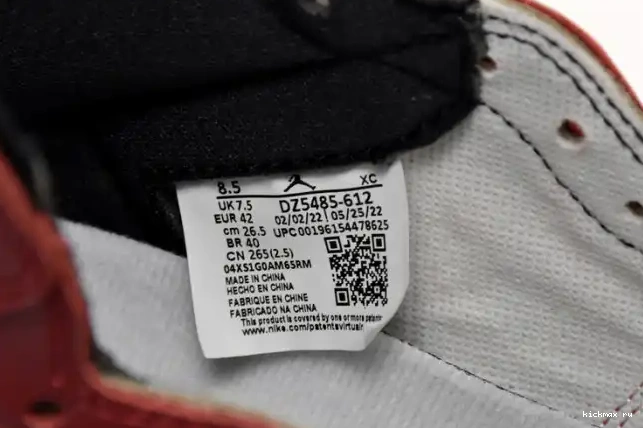 8.5 XC
UK 7.5 DZ5485-612
EUR 42 02/02/22 05/25/22
cm 26.5 UPC00196154478625
BR 40
CN 265(2.5)
04XS1G0AM65RM
MADE IN CHINA
HECHO EN CHINA
FABRIQUE EN CHINE
FABRICADO NA CHINA
This product is covered by one or more patents
www.nike.com/patentsvirtual
kickmax.ru